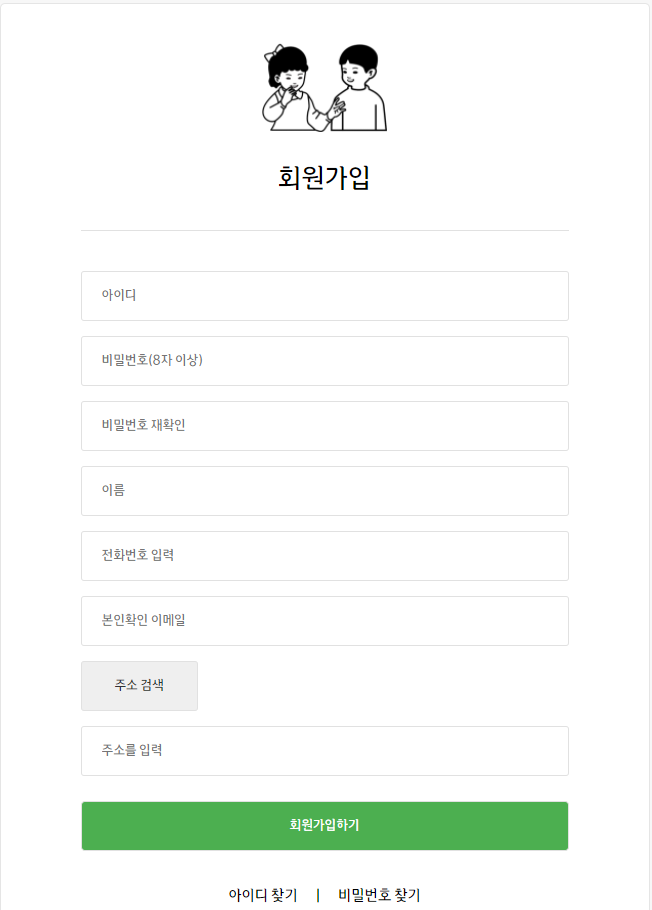 회원가입
아이디
비밀번호(8자 이상)
비밀번호 재확인
이름
전화번호 입력
본인확인 이메일
주소 검색
주소를 입력
회원가입하기
아이디 찾기 | 비밀번호 찾기